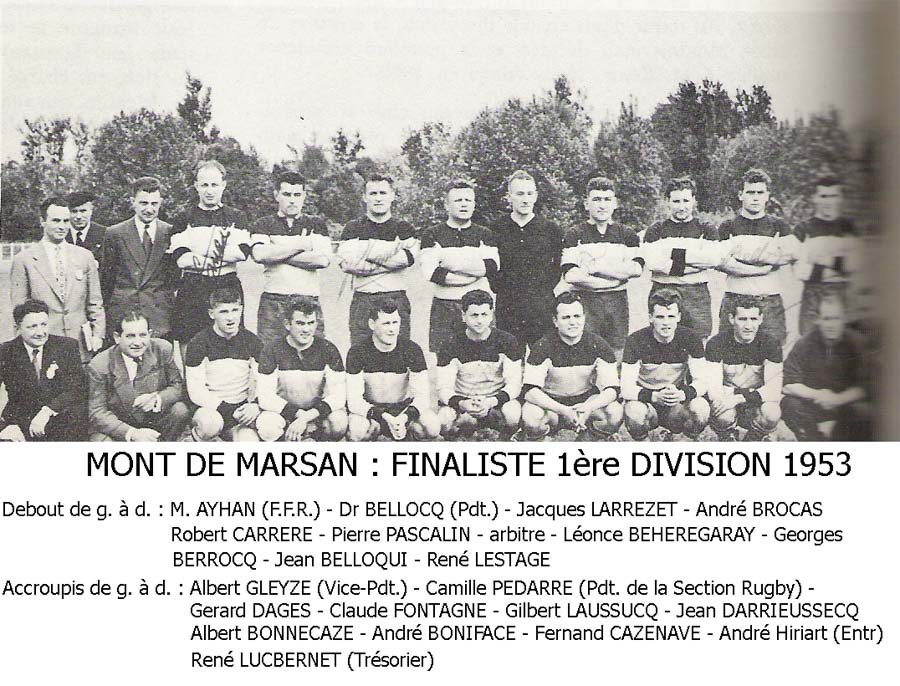 MONT DE MARSAN : FINALISTE 1ère DIVISION 1953
Debout de g. à d. : M. AYHAN (F.F.R.) - Dr BELLOCQ (Pdt.) - Jacques LARREZET - André BROCAS
Robert CARRERE - Pierre PASCALIN - arbitre - Léonce BEHEREGARAY - Georges
BERROCQ - Jean BELLOQUI - René LESTAGE
Accroupis de g. à d. : Albert GLEYZE (Vice-Pdt.) - Camille PEDARRE (Pdt. de la Section Rugby) -
Gerard DAGES - Claude FONTAGNE - Gilbert LAUSSUCQ - Jean DARRIEUSSECQ
Albert BONNECAZE - André BONIFACE - Fernand CAZENAVE - André Hiriart (Entr)
René LUCBERNET (Trésorier)